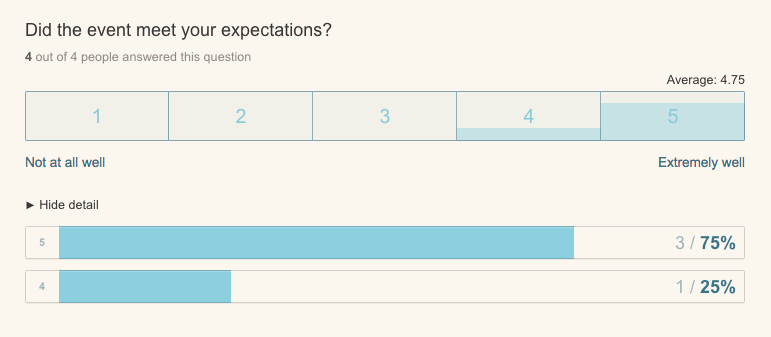 Did the event meet your expectations?
4 out of 4 people answered this question
Average: 4.75
1 2 3 4 5
Not at all well Extremely well
► Hide detail
5 3 / 75%
4 1 / 25%